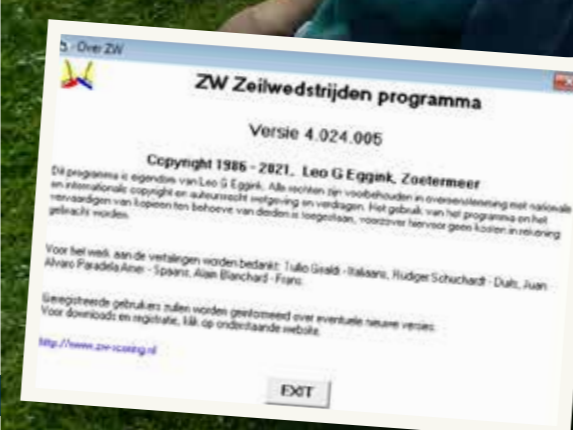 Over ZW
ZW Zeilwedstrijden programma
Versie 4.024.005
Copyright 1986 - 2021, Leo G Eggink, Zoetermeer
Dit programma is eigendom van Leo G Eggink. Alle rechten zijn voorbehouden in overeenstemming met nationale
en internationale copyright en auteursrecht wetgeving en verdragen. Het gebruik van het programma en het
vervaardigen van kopieën ten behoeve van derden is toegestaan, voorzover hiervoor geen kosten in rekening
gebracht worden.
Voor het werk aan de vertalingen worden bedankt: Tullio Giraldi - Italiaans, Rudger Schuchardt - Duits, Juan
Alvaro Paradela Amer - Spaans, Alain Blanchard - Frans.
Geregistreerde gebruikers zullen worden geïnformeerd over eventuele nieuwe versies.
Voor downloads en registratie, klik op onderstaande website.
http://www.zw-scoring.nl
EXIT